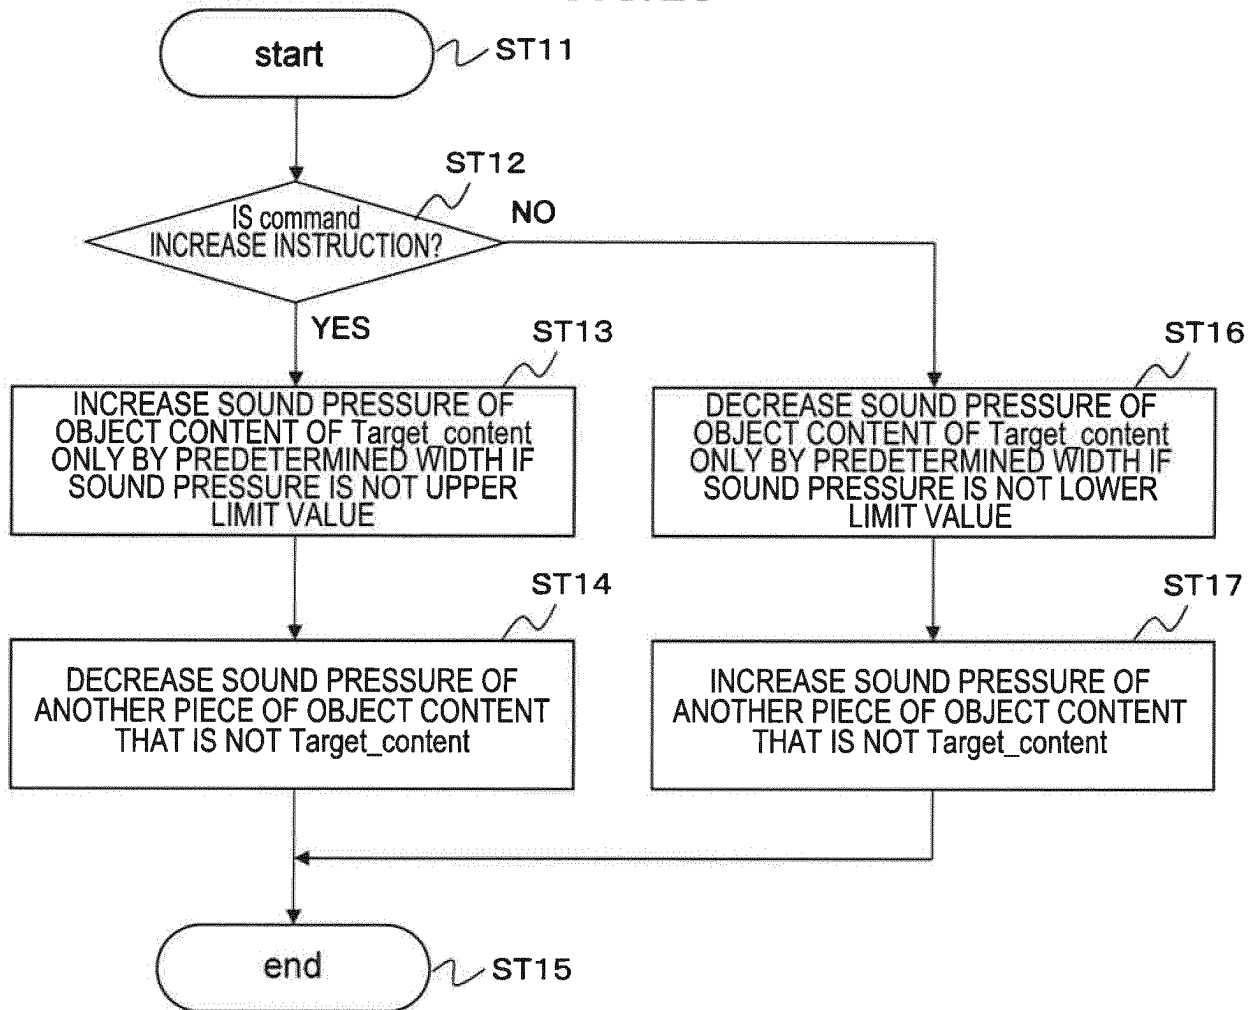 start
ST11
ST12
IS command
INCREASE INSTRUCTION?
NO
YES
ST13
INCREASE SOUND PRESSURE OF
OBJECT CONTENT OF Target_content
ONLY BY PREDETERMINED WIDTH IF
SOUND PRESSURE IS NOT UPPER
LIMIT VALUE
ST16
DECREASE SOUND PRESSURE OF
OBJECT CONTENT OF Target_content
ONLY BY PREDETERMINED WIDTH IF
SOUND PRESSURE IS NOT LOWER
LIMIT VALUE
ST14
DECREASE SOUND PRESSURE OF
ANOTHER PIECE OF OBJECT CONTENT
THAT IS NOT Target_content
ST17
INCREASE SOUND PRESSURE OF
ANOTHER PIECE OF OBJECT CONTENT
THAT IS NOT Target_content
end
ST15